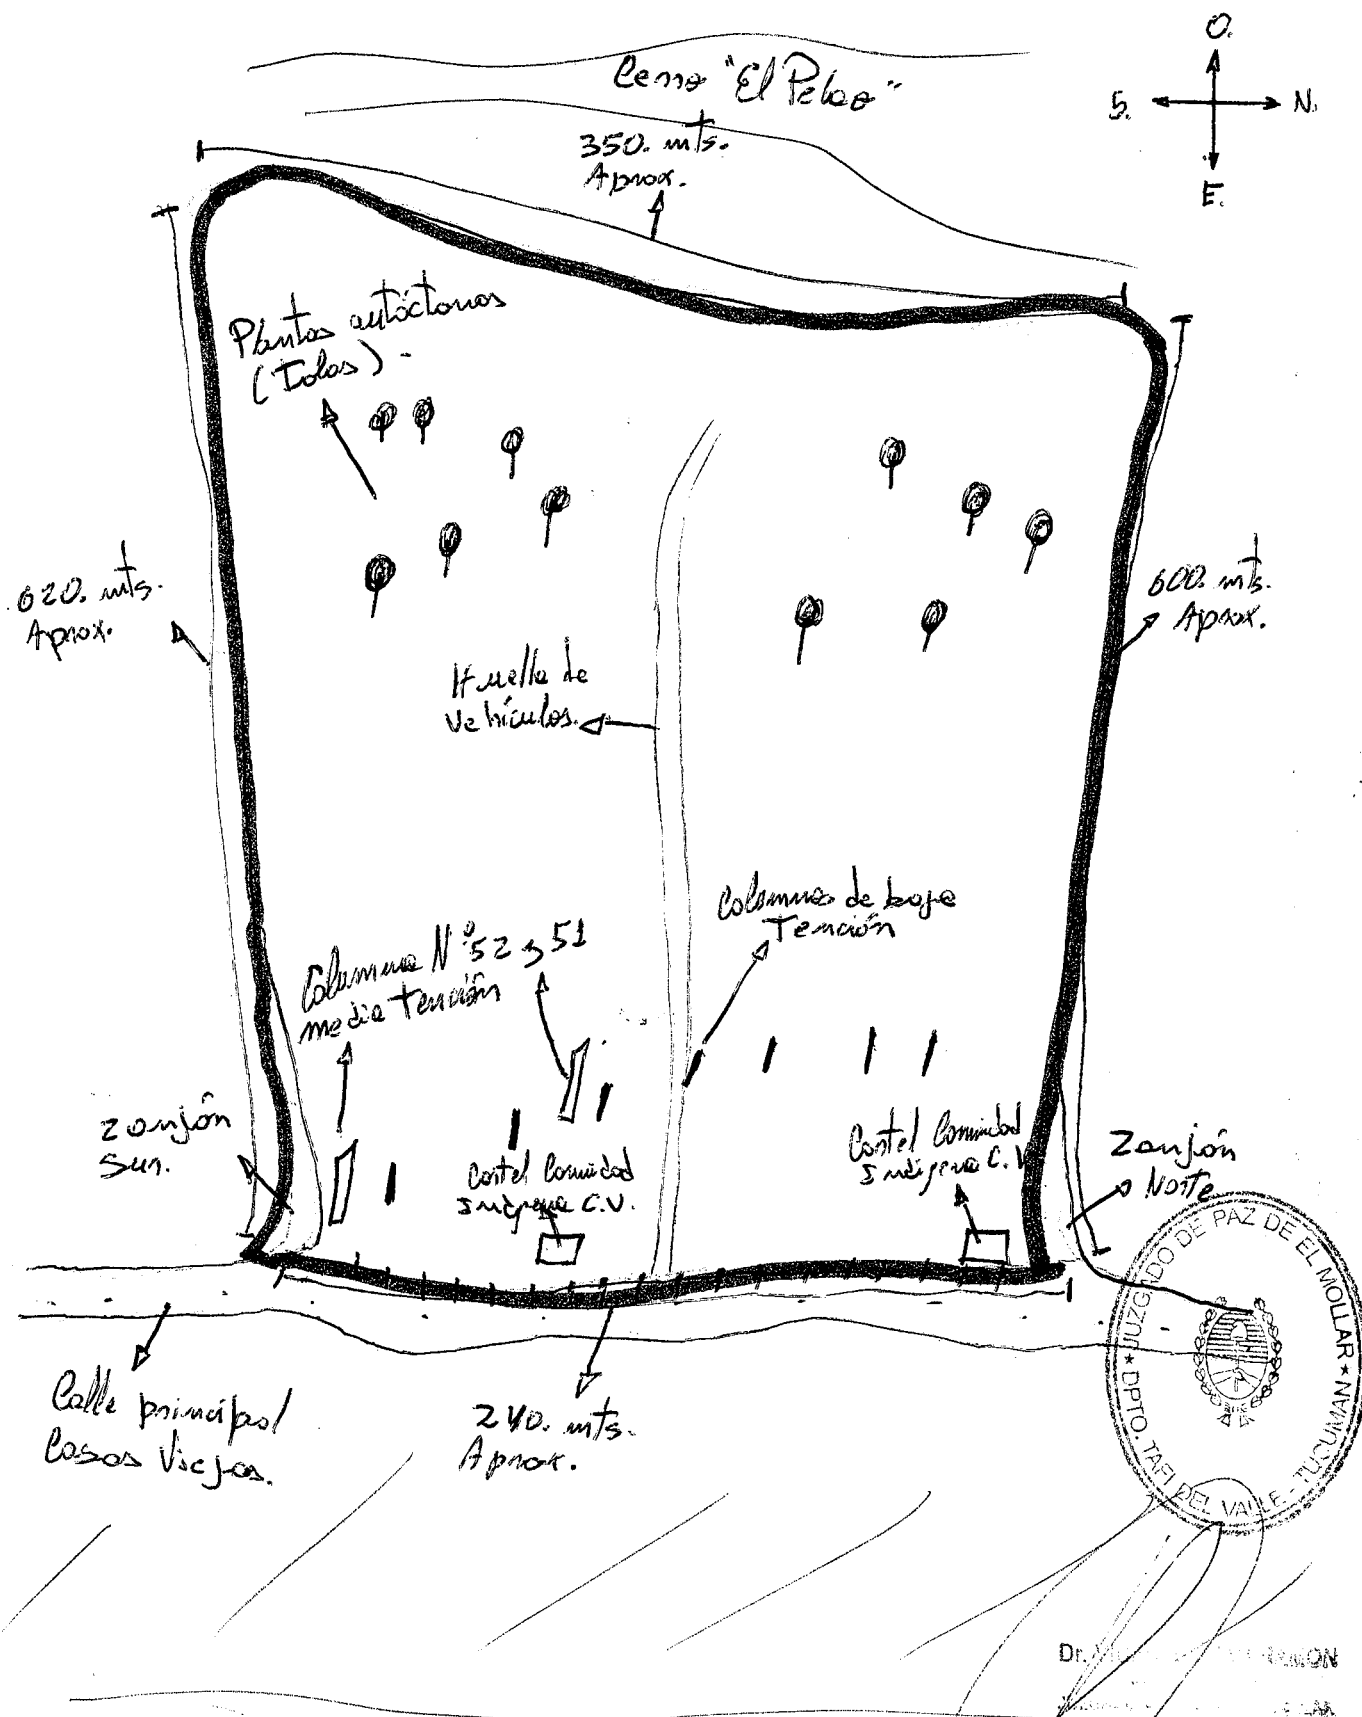 O.
S. N.
E.
Cerro "El Pelao"
350. mts.
Aprox.
Plantas autóctonas
(Tolas).-
620. mts.
Aprox.
600. mts.
Aprox.
Huella de
Vehículos.
Columnas de baja
Tención
Columna Nº 52 y 51
media Tención
Zanjón
Sur.
Cartel Comunidad
Indígena C.V.
Cartel Comunidad
Indígena C.V.
Zanjón
Norte
Calle principal
Casas Viejas.
240. mts.
Aprox.
JUZGADO DE PAZ DE EL MOLLAR
DPTO. TAFI DEL VALLE - TUCUMAN
Dr.